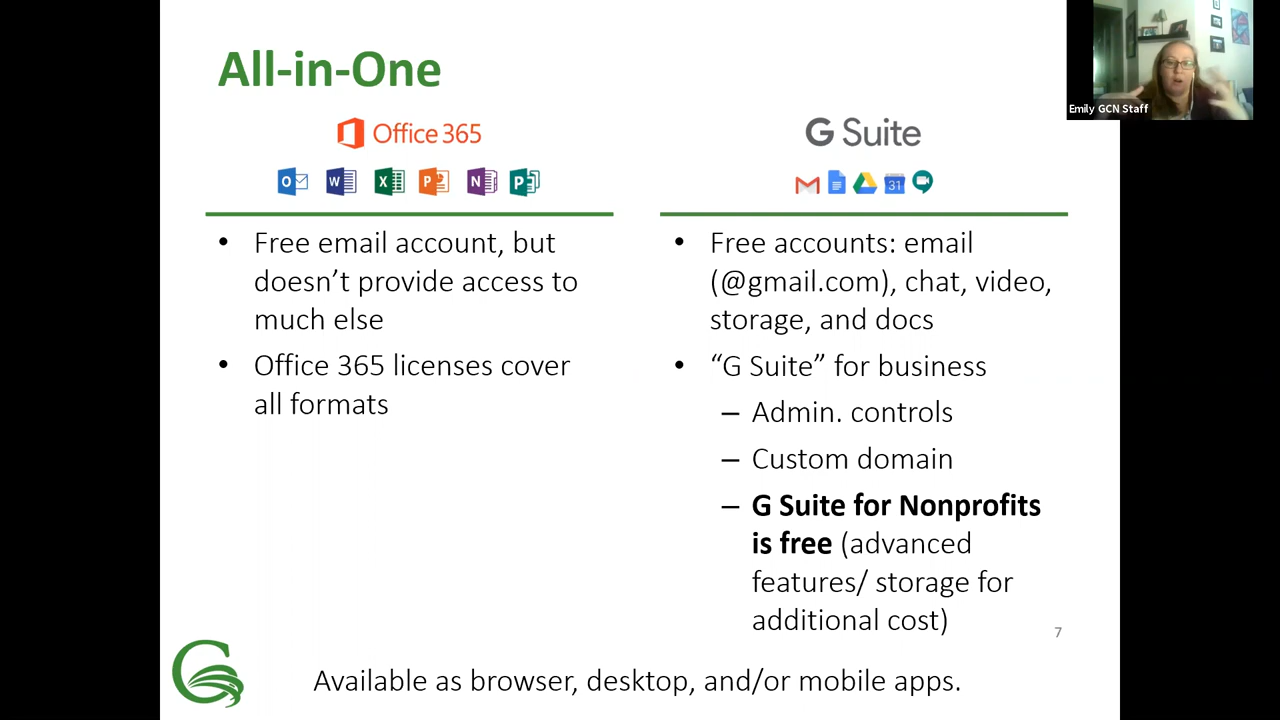 All-in-One
Emily GCN Staff
Office 365
O W X P N P
Free email account, but
doesn’t provide access to
much else
• Office 365 licenses cover
all formats
G Suite
31
• Free accounts: email
(@gmail.com), chat, video,
storage, and docs
• “G Suite” for business
– Admin. controls
– Custom domain
– G Suite for Nonprofits
is free (advanced
features/ storage for
additional cost)
7
Available as browser, desktop, and/or mobile apps.